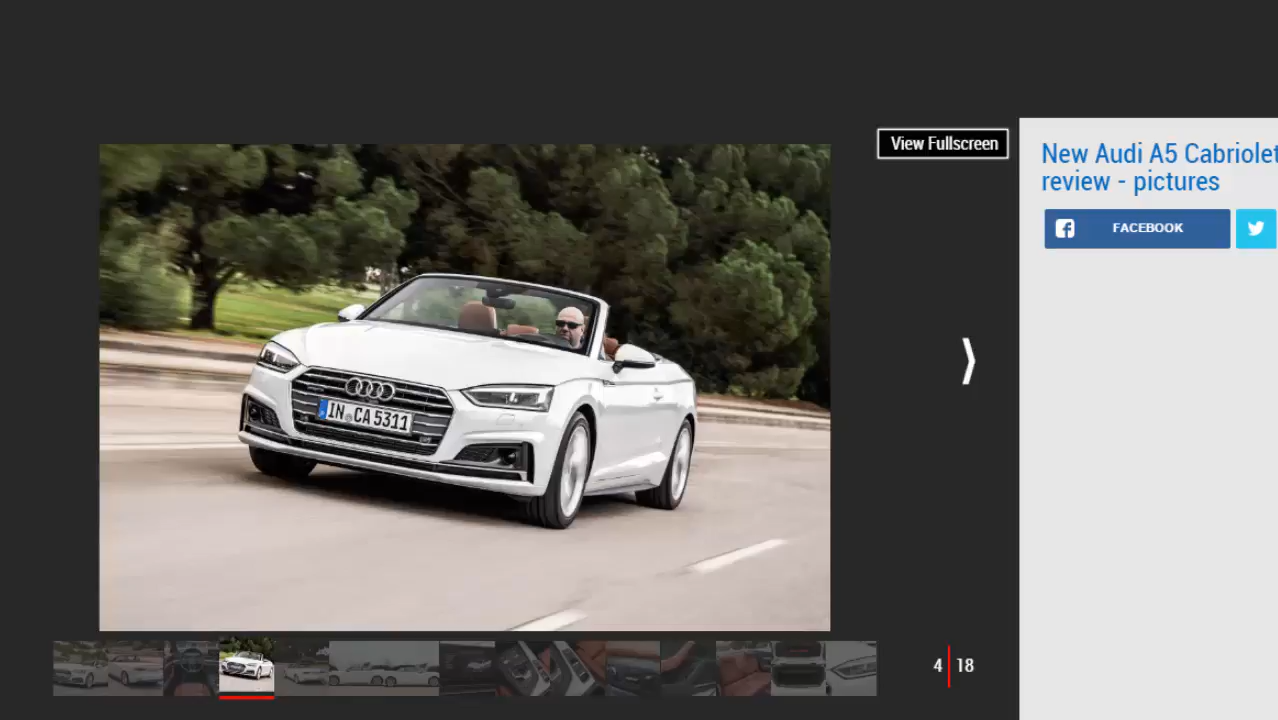 View Fullscreen
New Audi A5 Cabriolet
review - pictures
FACEBOOK
IN CA 5311
4 18